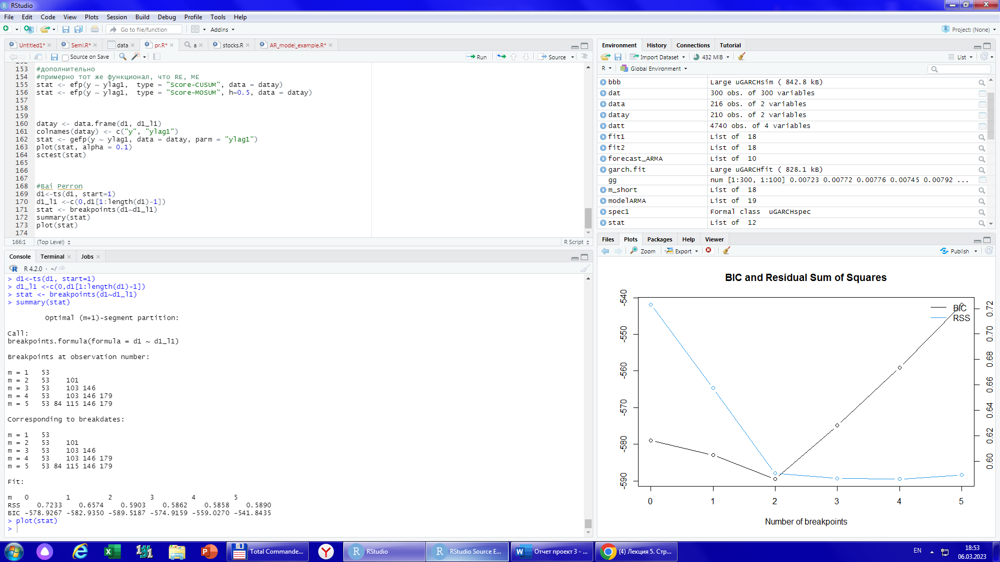 RStudio
File Edit Code View Plots Session Build Debug Profile Tools Help
Go to file/function Addins Project: (None)
Untitled1* Semi.R* data pr.R* a stocks.R AR_model_example.R*
Source on Save Run Source
153 #дополнительно
154 #примерно тот же функционал, что RE, ME
155 stat <- efp(y ~ ylag1,  type = "Score-CUSUM", data = datay)
156 stat <- efp(y ~ ylag1,  type = "Score-MOSUM", h=0.5, data = datay)
157
158
159
160 datay <- data.frame(d1, d1_l1)
161 colnames(datay) <- c("y", "ylag1")
162 stat <- gefp(y ~ ylag1, data = datay, parm = "ylag1")
163 plot(stat, alpha = 0.1)
164 sctest(stat)
165
166
167
168 #Bai Perron
169 d1<-ts(d1, start=1)
170 d1_l1 <-c(0,d1[1:length(d1)-1])
171 stat <- breakpoints(d1~d1_l1)
172 summary(stat)
173 plot(stat)
174
166:1 (Top Level) R Script
Console Terminal Jobs
R 4.2.0 · ~/
> d1<-ts(d1, start=1)
> d1_l1 <-c(0,d1[1:length(d1)-1])
> stat <- breakpoints(d1~d1_l1)
> summary(stat)
Optimal (m+1)-segment partition:
Call:
breakpoints.formula(formula = d1 ~ d1_l1)
Breakpoints at observation number:
m = 1   53
m = 2   53    101
m = 3   53    103 146
m = 4   53    103 146 179
m = 5   53 84 115 146 179
Corresponding to breakdates:
m = 1   53
m = 2   53    101
m = 3   53    103 146
m = 4   53    103 146 179
m = 5   53 84 115 146 179
Fit:
m   0         1         2         3         4         5
RSS    0.7233    0.6574    0.5903    0.5862    0.5858    0.5890
BIC -578.9267 -582.9350 -589.5187 -574.9159 -559.0270 -541.8435
> plot(stat)
>
Environment History Connections Tutorial
Import Dataset 432 MiB List
R Global Environment
bbb Large uGARCHsim ( 842.8 kB)
dat 300 obs. of 300 variables
data 216 obs. of 2 variables
datay 210 obs. of 2 variables
datt 4740 obs. of 4 variables
fit1 List of  18
fit2 List of  18
forecast_ARMA List of  10
garch.fit Large uGARCHfit ( 828.1 kB)
gg num [1:300, 1:100] 0.00723 0.00772 0.00776 0.00745 0.00792 ...
m_short List of  18
modelARMA List of  19
spec1 Formal class  uGARCHspec
stat List of  12
Files Plots Packages Help Viewer
Zoom Export Publish
BIC and Residual Sum of Squares
BIC
RSS
-540
-550
-560
-570
-580
-590
0.72
0.70
0.68
0.66
0.64
0.62
0.60
0 1 2 3 4 5
Number of breakpoints
Total Commande... RStudio RStudio Source E... Отчет проект 3 - ... (4) Лекция 5. Стр...
EN 18:53
06.03.2023